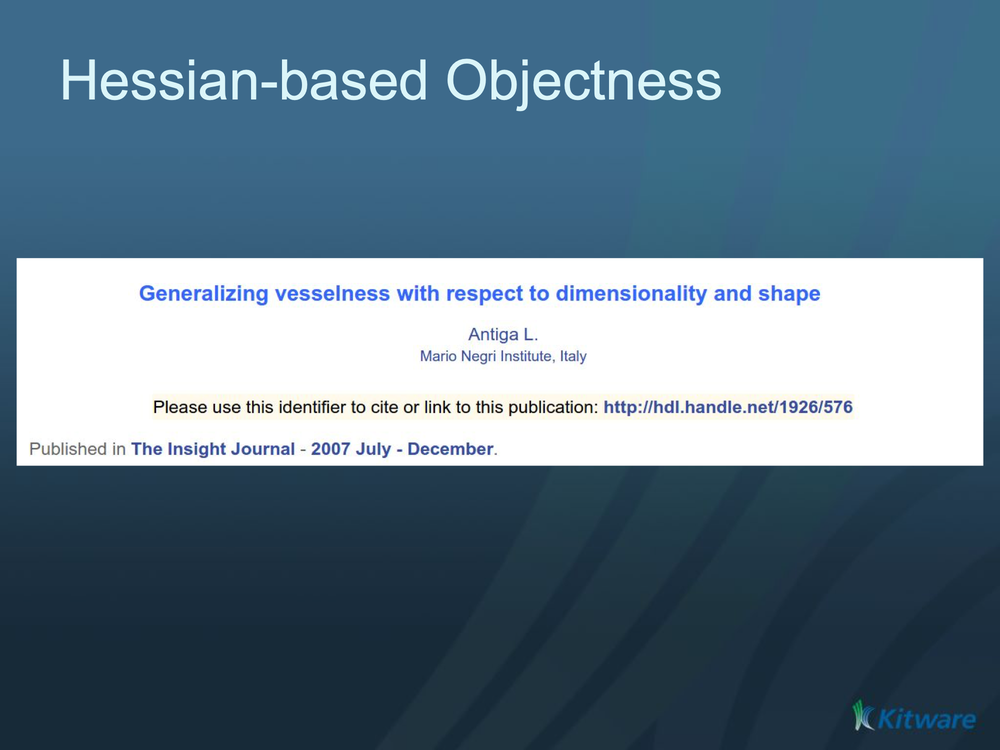 Hessian-based Objectness
Generalizing vesselness with respect to dimensionality and shape
Antiga L.
Mario Negri Institute, Italy
Please use this identifier to cite or link to this publication: http://hdl.handle.net/1926/576
Published in The Insight Journal - 2007 July - December.
Kitware